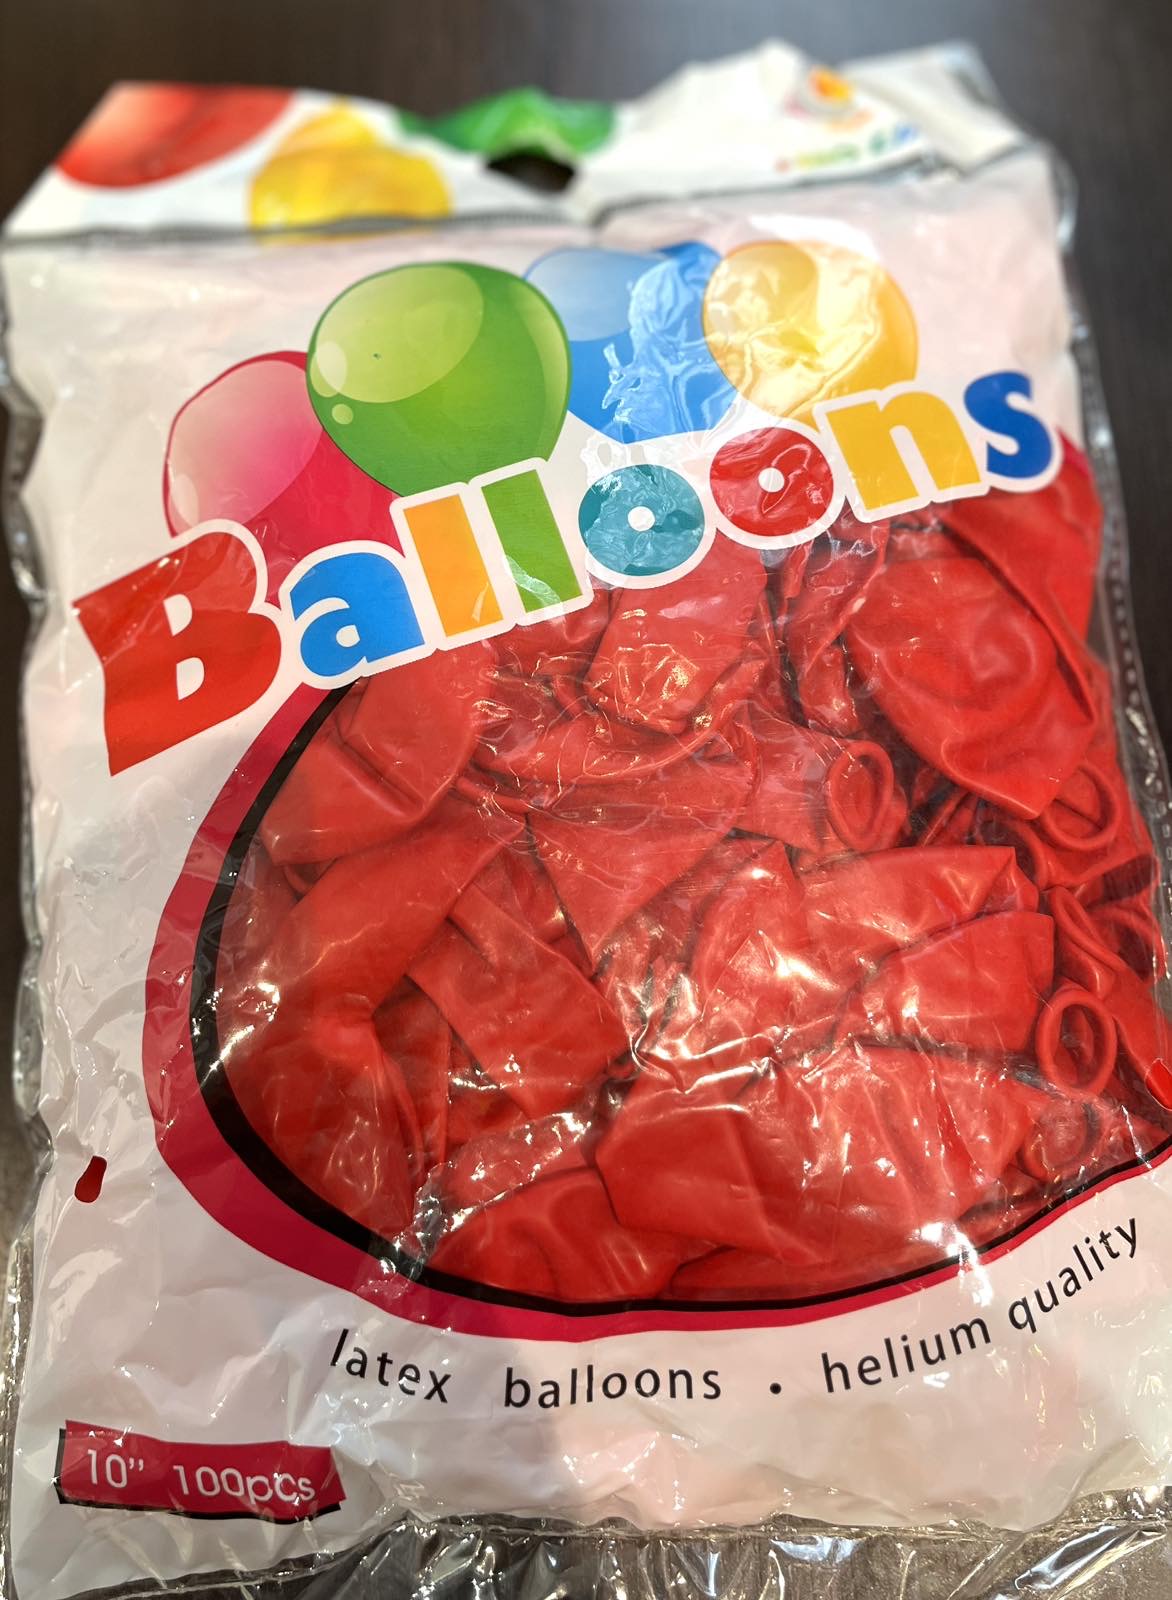 Balloons
latex balloons . helium quality
10” 100pcs